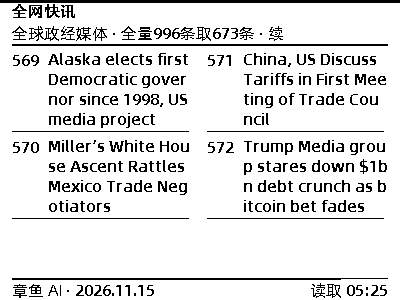 全网快讯
全球政经媒体 · 全量996条取673条 · 续
569 Alaska elects first
Democratic gover
nor since 1998, US
media project
570 Miller's White Hou
se Ascent Rattles
Mexico Trade Neg
otiators
571 China, US Discuss
Tariffs in First Mee
ting of Trade Cou
ncil
572 Trump Media grou
p stares down $1b
n debt crunch as b
itcoin bet fades
章鱼 AI · 2026.11.15
读取 05:25